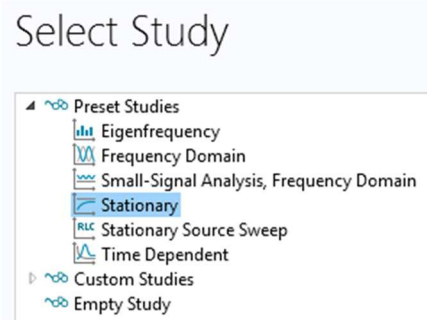 Select Study
Preset Studies
Eigenfrequency
Frequency Domain
Small-Signal Analysis, Frequency Domain
Stationary
RLC Stationary Source Sweep
Time Dependent
Custom Studies
Empty Study